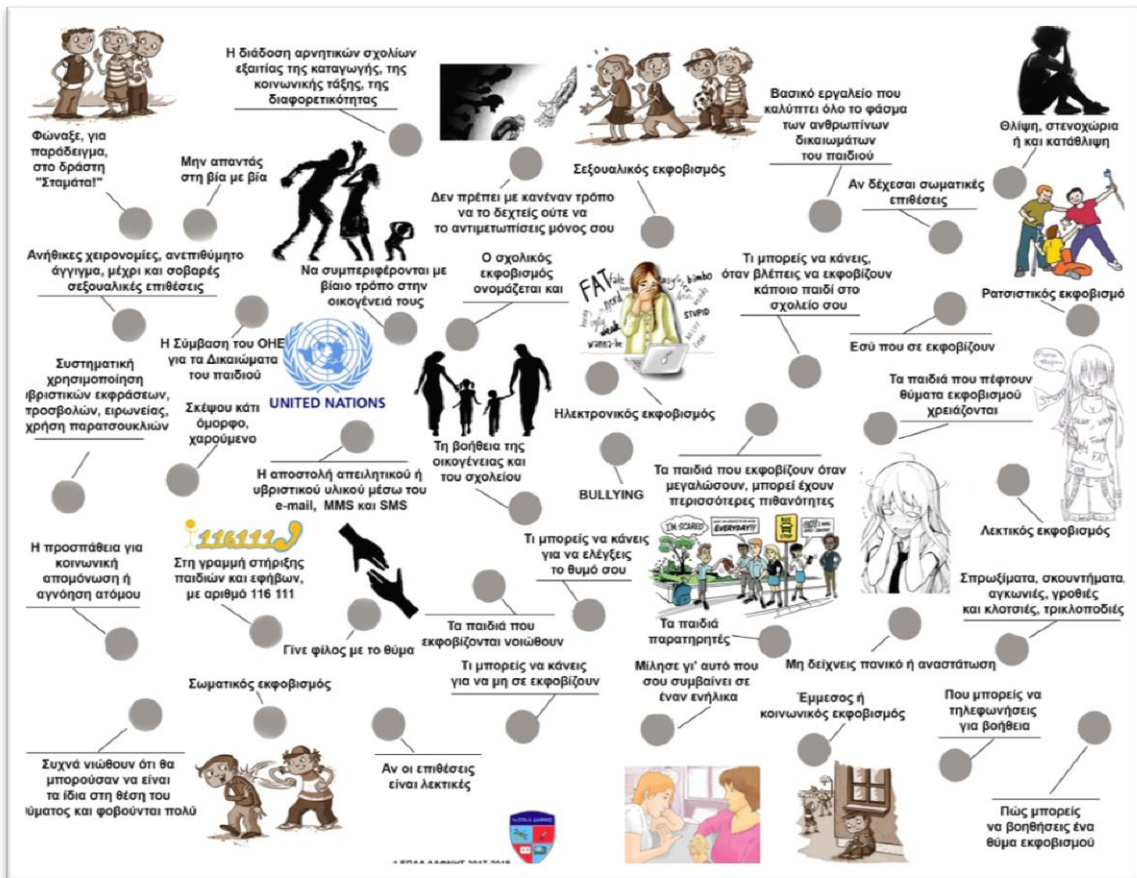 Η διάδοση αρνητικών σχολίων
εξαιτίας της καταγωγής, της
κοινωνικής τάξης, της
διαφορετικότητας
Βασικό εργαλείο που
καλύπτει όλο το φάσμα
των ανθρωπίνων
δικαιωμάτων
του παιδιού
Θλίψη, στενοχώρια
ή και κατάθλιψη
Φώναξε, για
παράδειγμα,
στο δράστη
"Σταμάτα!"
Μην απαντάς
στη βία με βία
Σεξουαλικός εκφοβισμός
Αν δέχεσαι σωματικές
επιθέσεις
Δεν πρέπει με κανέναν τρόπο
να το δεχτείς ούτε να
το αντιμετωπίσεις μόνος σου
Ανήθικες χειρονομίες, ανεπιθύμητο
άγγιγμα, μέχρι και σοβαρές
σεξουαλικές επιθέσεις
Να συμπεριφέρονται με
βίαιο τρόπο στην
οικογένειά τους
Ο σχολικός
εκφοβισμός
ονομάζεται και
FAT
STUPID
bimbo
wanna-be
Τι μπορείς να κάνεις,
όταν βλέπεις να εκφοβίζουν
κάποιο παιδί στο
σχολείο σου
Ρατσιστικός εκφοβισμό
Η Σύμβαση του ΟΗΕ
για τα Δικαιώματα
του παιδιού
UNITED NATIONS
Εσύ που σε εκφοβίζουν
Συστηματική
χρησιμοποίηση
υβριστικών εκφράσεων,
προσβολών, ειρωνείας,
χρήση παρατσουκλιών
Σκέψου κάτι
όμορφο,
χαρούμενο
Ηλεκτρονικός εκφοβισμός
Τα παιδιά που πέφτουν
θύματα εκφοβισμού
χρειάζονται
Τη βοήθεια της
οικογένειας και
του σχολείου
Η αποστολή απειλητικού ή
υβριστικού υλικού μέσω του
e-mail, MMS και SMS
BULLYING
Τα παιδιά που εκφοβίζουν όταν
μεγαλώσουν, μπορεί έχουν
περισσότερες πιθανότητες
Λεκτικός εκφοβισμός
Η προσπάθεια για
κοινωνική
απομόνωση ή
αγνόηση ατόμου
116111
Στη γραμμή στήριξης
παιδιών και εφήβων,
με αριθμό 116 111
Τι μπορείς να κάνεις
για να ελέγξεις
το θυμό σου
I'M SCARED
EVERYDAY!!
BUS
STOP
Σπρωξίματα, σκουντήματα,
αγκωνιές, γροθιές
και κλοτσιές, τρικλοποδιές
Γίνε φίλος με το θύμα
Τα παιδιά που
εκφοβίζονται νοιώθουν
Τα παιδιά
παρατηρητές
Μη δείχνεις πανικό ή αναστάτωση
Σωματικός εκφοβισμός
Τι μπορείς να κάνεις
για να μη σε εκφοβίζουν
Μίλησε γι' αυτό που
σου συμβαίνει σε
έναν ενήλικα
Έμμεσος ή
κοινωνικός εκφοβισμός
Που μπορείς να
τηλεφωνήσεις
για βοήθεια
Συχνά νιώθουν ότι θα
μπορούσαν να είναι
τα ίδια στη θέση του
θύματος και φοβούνται πολύ
Αν οι επιθέσεις
είναι λεκτικές
Πώς μπορείς
να βοηθήσεις ένα
θύμα εκφοβισμού
1 ΕΠΑΛ ΔΑΦΝΗΣ 2017-2018